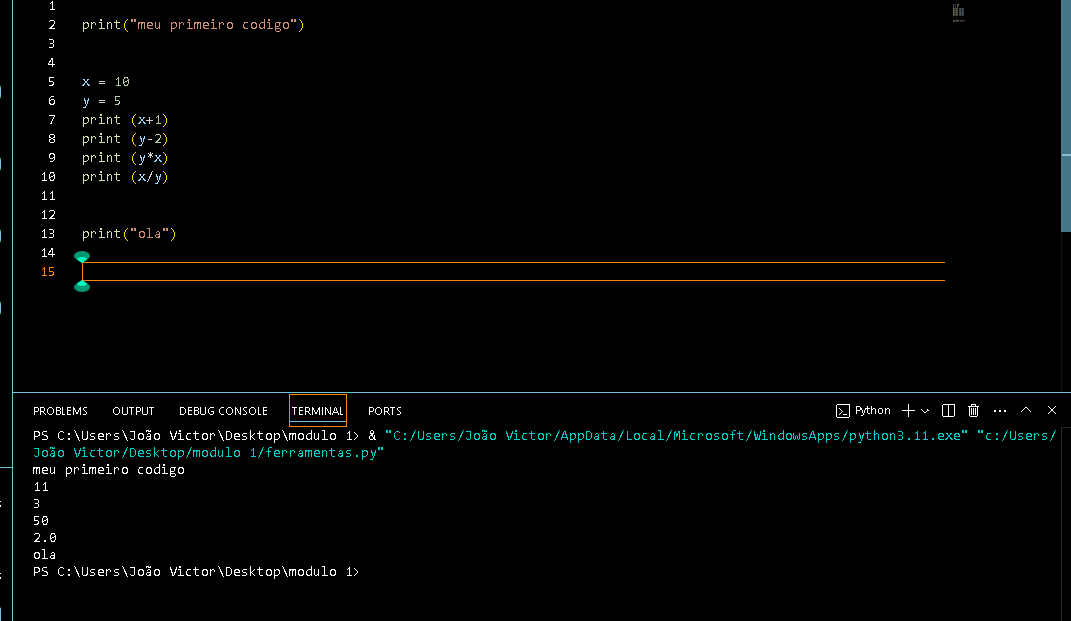 1
2 print("meu primeiro codigo")
3
4
5 x = 10
6 y = 5
7 print (x+1)
8 print (y-2)
9 print (y*x)
10 print (x/y)
11
12
13 print("ola")
14
15
PROBLEMS OUTPUT DEBUG CONSOLE TERMINAL PORTS Python
PS C:\Users\João Victor\Desktop\modulo 1> & "C:/Users/João Victor/AppData/Local/Microsoft/WindowsApps/python3.11.exe" "c:/Users/
João Victor/Desktop/modulo 1/ferramentas.py"
meu primeiro codigo
11
3
50
2.0
ola
PS C:\Users\João Victor\Desktop\modulo 1>